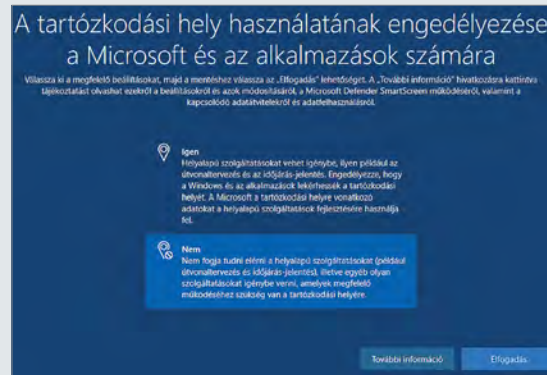 A tartózkodási hely használatának engedélyezése
a Microsoft és az alkalmazások számára
Válassza ki a megfelelő beállításokat, majd a mentéshez válassza az „Elfogadás” lehetőséget. A „További információ” hivatkozásra kattintva
tájékoztatást olvashat ezekről a beállításokról és azok módosításáról, a Microsoft Defender SmartScreen működéséről, valamint a
kapcsolódó adatátvitelekről és adatfelhasználásról.
Igen
Helyalapú szolgáltatásokat vehet igénybe, ilyen például az
útvonaltervezés és az időjárás-jelentés. Engedélyezze, hogy
a Windows és az alkalmazások lekérhessék a tartózkodási
helyét. A Microsoft a tartózkodási helyre vonatkozó
adatokat a helyalapú szolgáltatások fejlesztésére használja
fel.
Nem
Nem fogja tudni elérni a helyalapú szolgáltatásokat (például
útvonaltervezés és időjárás-jelentés), illetve egyéb olyan
szolgáltatásokat igénybe venni, amelyek megfelelő
működéséhez szükség van a tartózkodási helyére.
További információ
Elfogadás